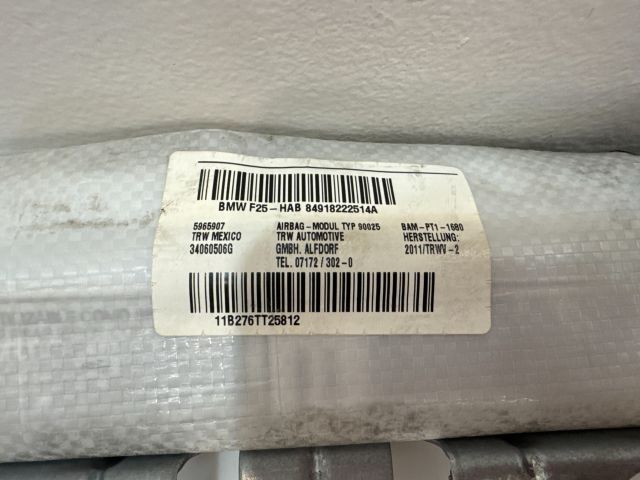 BMW F25-HAB 84918222514A
5965907 AIRBAG-MODUL TYP 90025 BAM-PT1-1680
TRW MEXICO TRW AUTOMOTIVE HERSTELLUNG:
34060506G GMBH. ALFDORF 2011/TRWV-2
TEL. 07172 / 302-0
11B276TT25812